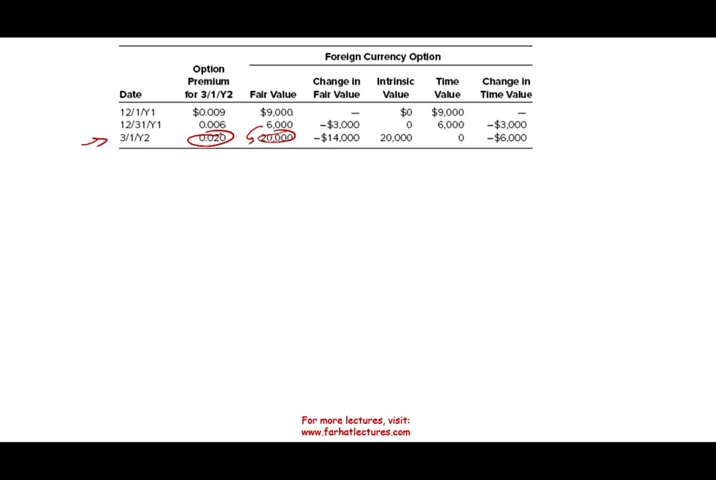 Foreign Currency Option
Option
Premium Change in Intrinsic Time Change in
Date for 3/1/Y2 Fair Value Fair Value Value Value Time Value
12/1/Y1 $0.009 $9,000 — $0 $9,000 —
12/31/Y1 0.006 6,000 −$3,000 0 6,000 −$3,000
3/1/Y2 0.020 20,000 −$14,000 20,000 0 −$6,000
For more lectures, visit:
www.farhatlectures.com